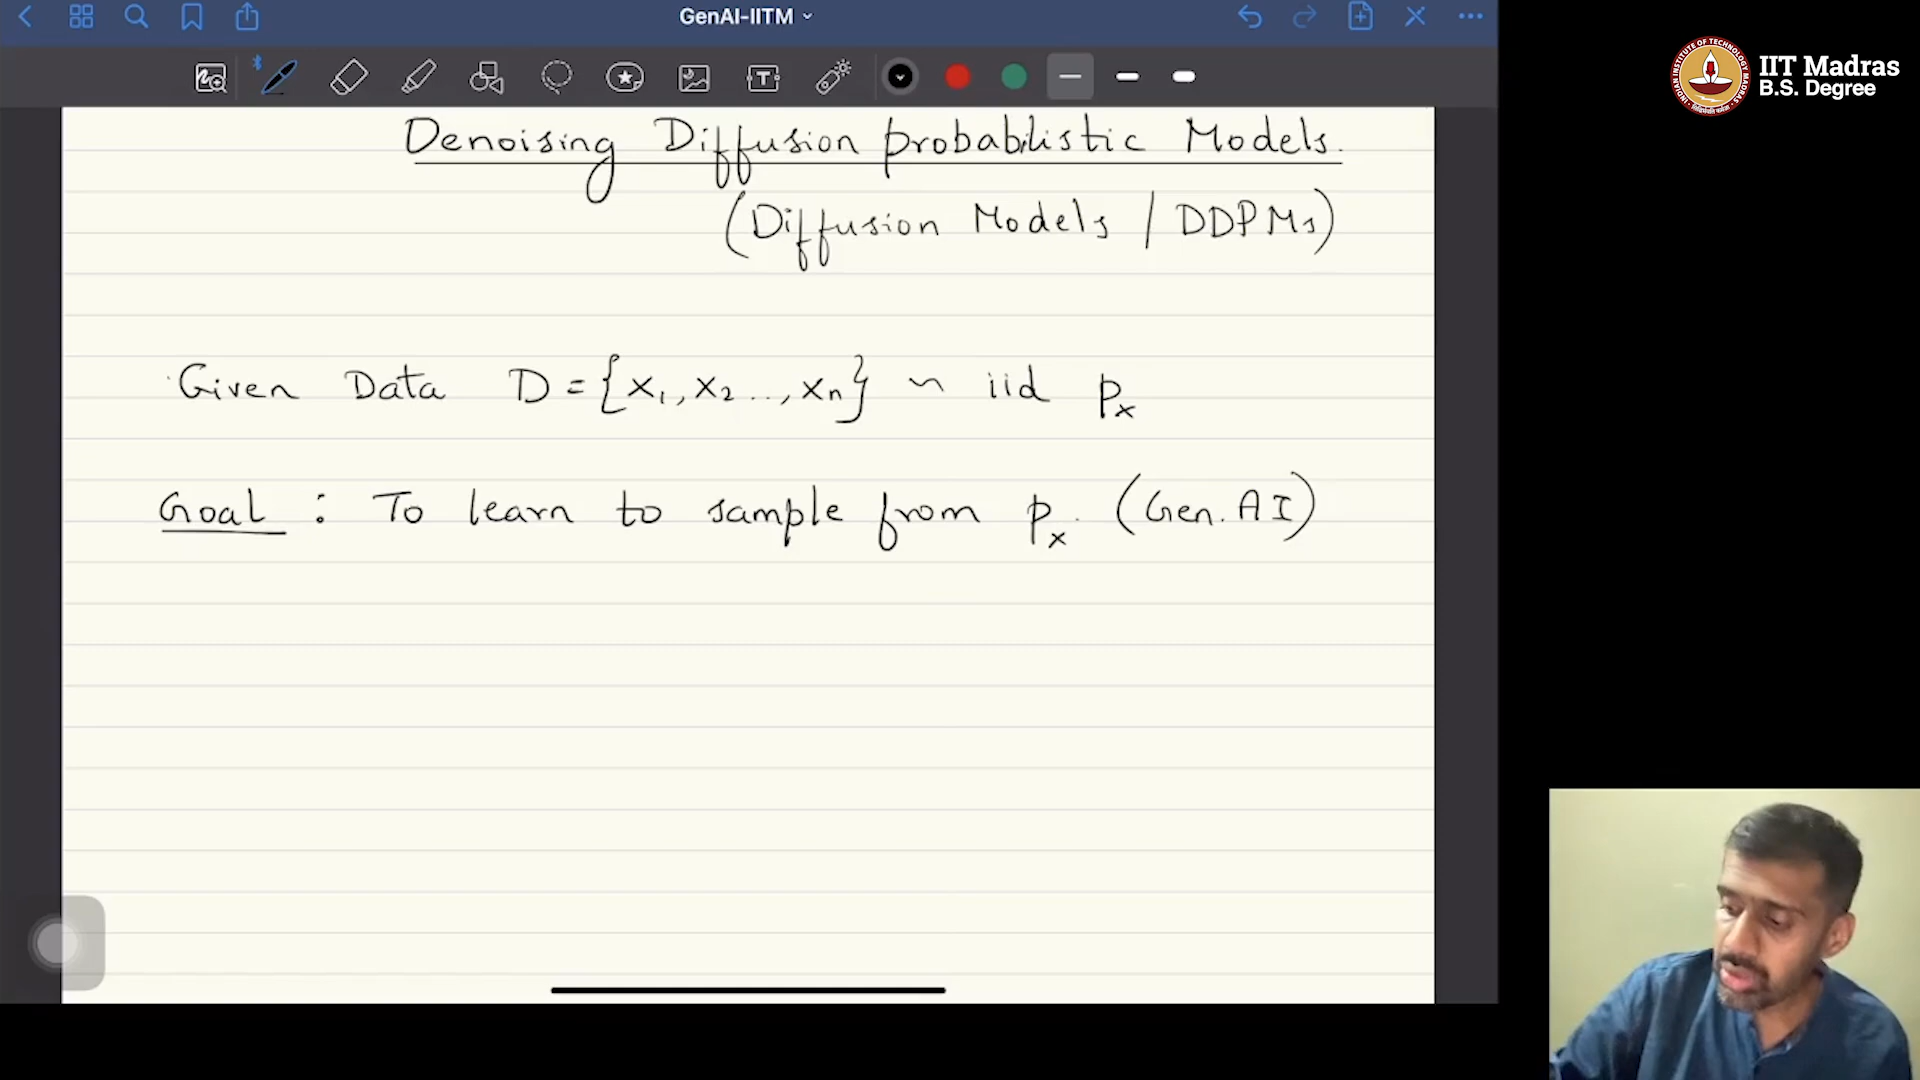 GenAI-IITM
IIT Madras
B.S. Degree
Denoising Diffusion probabilistic Models.
(Diffusion Models / DDPMs)
Given Data D = {x₁, x₂ .., xₙ} ~ iid pₓ
Goal : To learn to sample from pₓ. (Gen. AI)